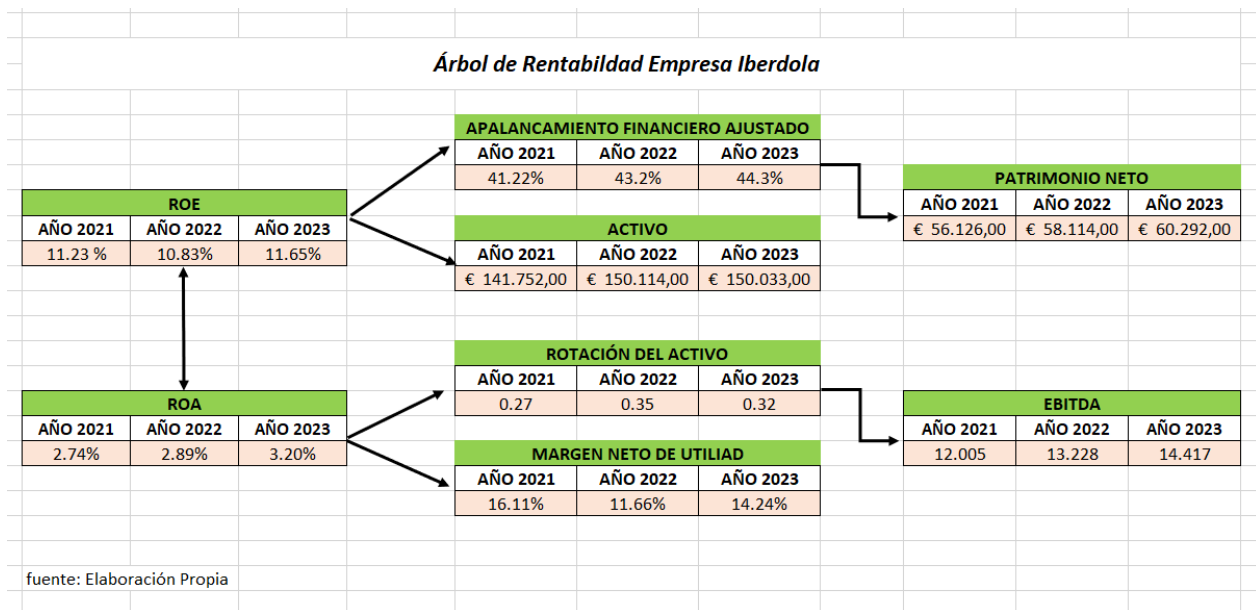 Árbol de Rentabildad Empresa Iberdola
APALANCAMIENTO FINANCIERO AJUSTADO
AÑO 2021 AÑO 2022 AÑO 2023
41.22% 43.2% 44.3%
PATRIMONIO NETO
AÑO 2021 AÑO 2022 AÑO 2023
€ 56.126,00 € 58.114,00 € 60.292,00
ROE
AÑO 2021 AÑO 2022 AÑO 2023
11.23 % 10.83% 11.65%
ACTIVO
AÑO 2021 AÑO 2022 AÑO 2023
€ 141.752,00 € 150.114,00 € 150.033,00
ROTACIÓN DEL ACTIVO
AÑO 2021 AÑO 2022 AÑO 2023
0.27 0.35 0.32
ROA
AÑO 2021 AÑO 2022 AÑO 2023
2.74% 2.89% 3.20%
EBITDA
AÑO 2021 AÑO 2022 AÑO 2023
12.005 13.228 14.417
MARGEN NETO DE UTILIAD
AÑO 2021 AÑO 2022 AÑO 2023
16.11% 11.66% 14.24%
fuente: Elaboración Propia